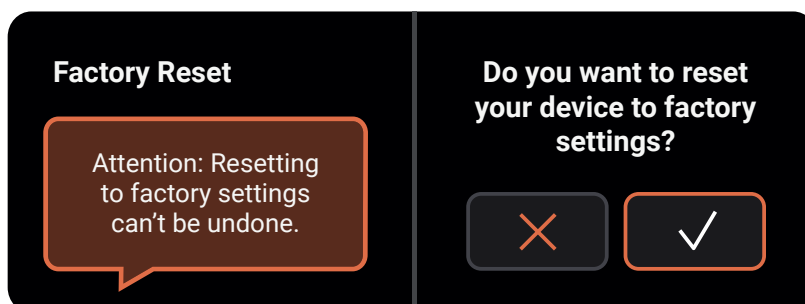 Factory Reset
Attention: Resetting
to factory settings
can’t be undone.
Do you want to reset
your device to factory
settings?